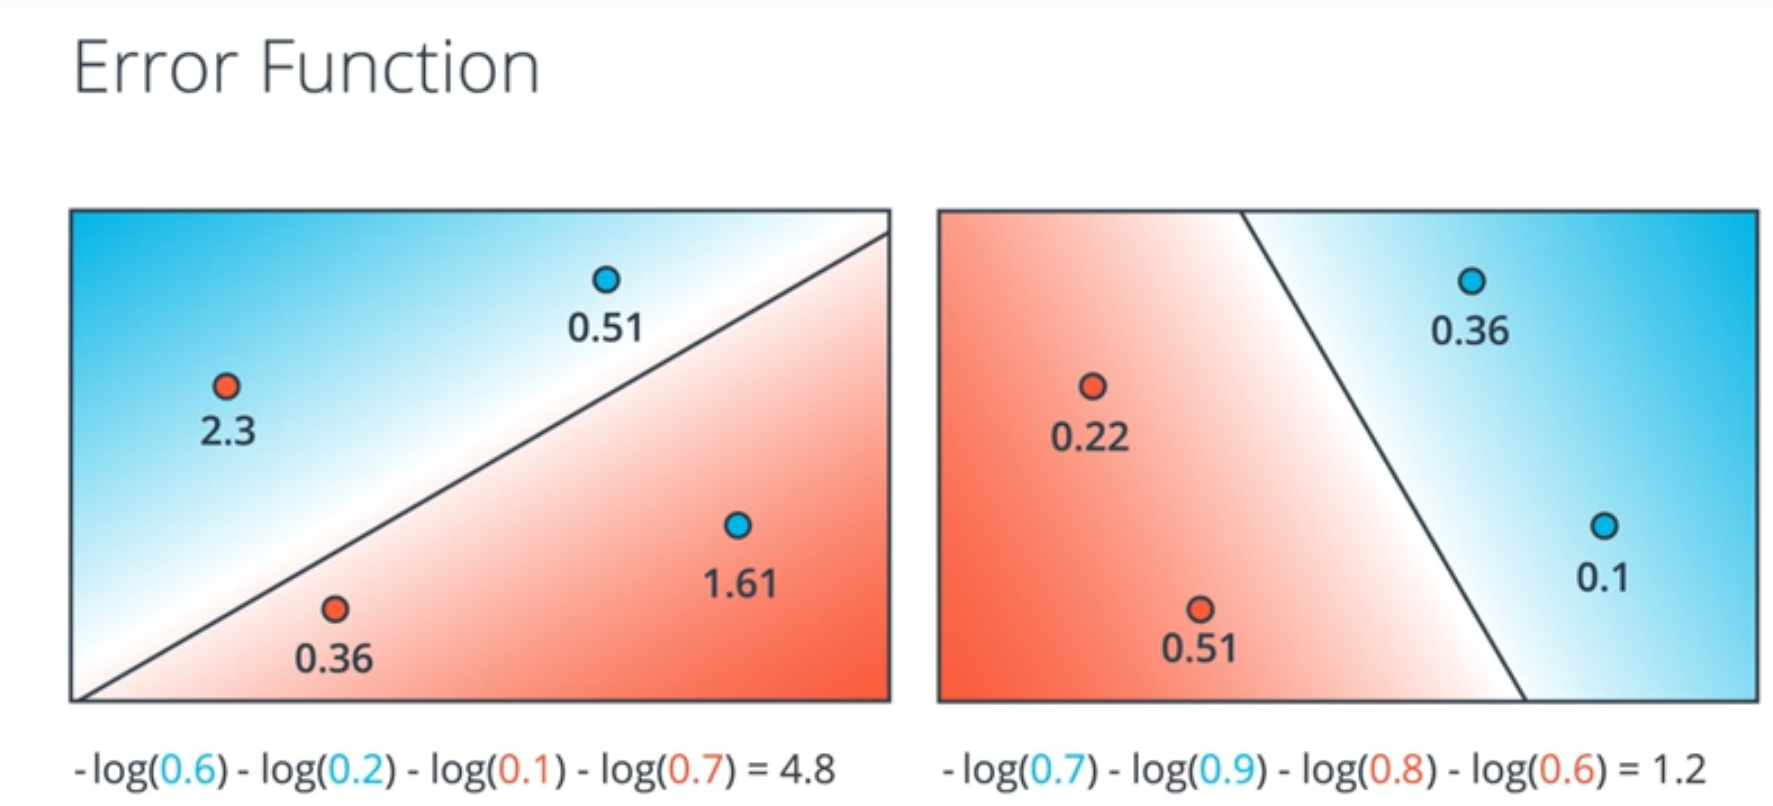 Error Function
0.51
2.3
1.61
0.36
-log(0.6) - log(0.2) - log(0.1) - log(0.7) = 4.8
0.36
0.22
0.1
0.51
-log(0.7) - log(0.9) - log(0.8) - log(0.6) = 1.2